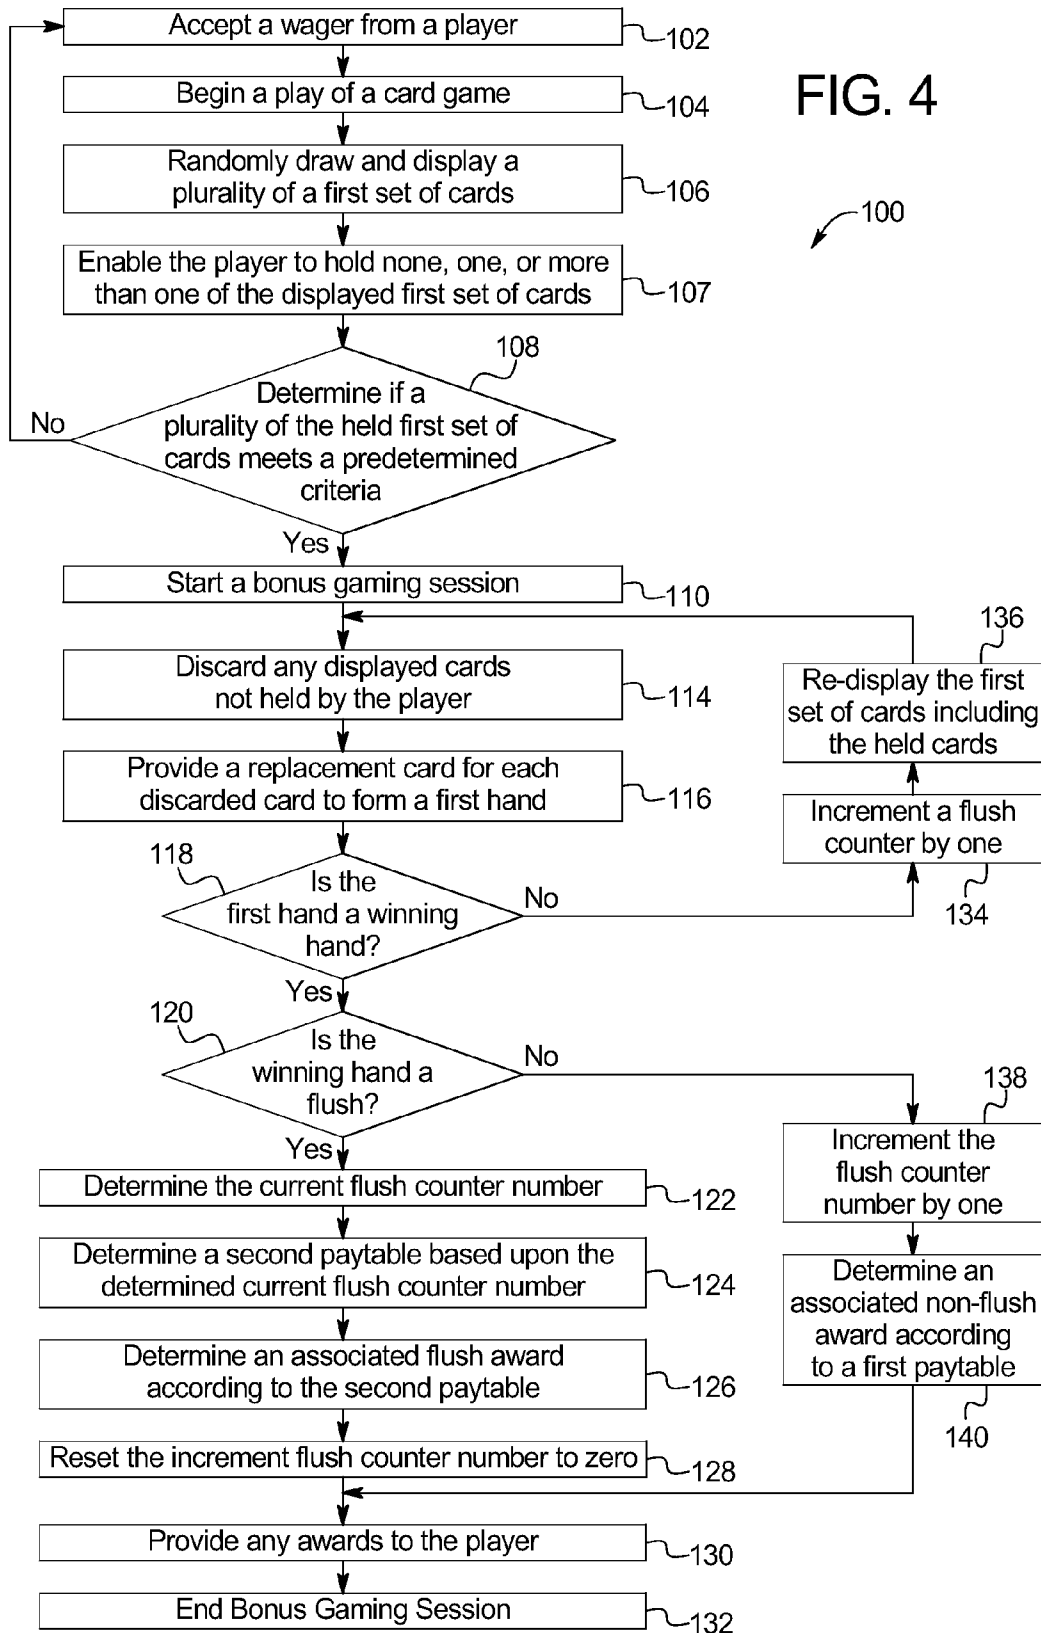 Accept a wager from a player
102
FIG. 4
Begin a play of a card game
104
Randomly draw and display a
plurality of a first set of cards
106
100
Enable the player to hold none, one, or more
than one of the displayed first set of cards
107
108
Determine if a
plurality of the held first set of
cards meets a predetermined
criteria
No
Yes
Start a bonus gaming session
110
Discard any displayed cards
not held by the player
114
136
Re-display the first
set of cards including
the held cards
Provide a replacement card for each
discarded card to form a first hand
116
Increment a flush
counter by one
134
118
Is the
first hand a winning
hand?
No
Yes
120
Is the
winning hand a
flush?
No
Yes
138
Increment the
flush counter
number by one
Determine the current flush counter number
122
Determine a second paytable based upon the
determined current flush counter number
124
Determine an
associated non-flush
award according
to a first paytable
140
Determine an associated flush award
according to the second paytable
126
Reset the increment flush counter number to zero
128
Provide any awards to the player
130
End Bonus Gaming Session
132